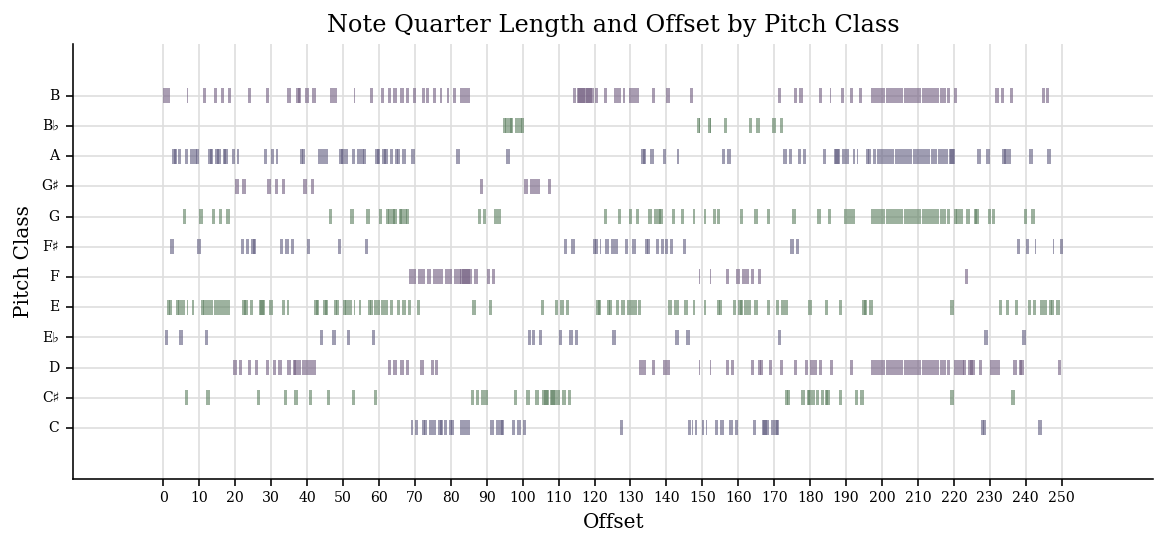 Note Quarter Length and Offset by Pitch Class
Pitch Class
B
B♭
A
G♯
G
F♯
F
E
E♭
D
C♯
C
0 10 20 30 40 50 60 70 80 90 100 110 120 130 140 150 160 170 180 190 200 210 220 230 240 250
Offset